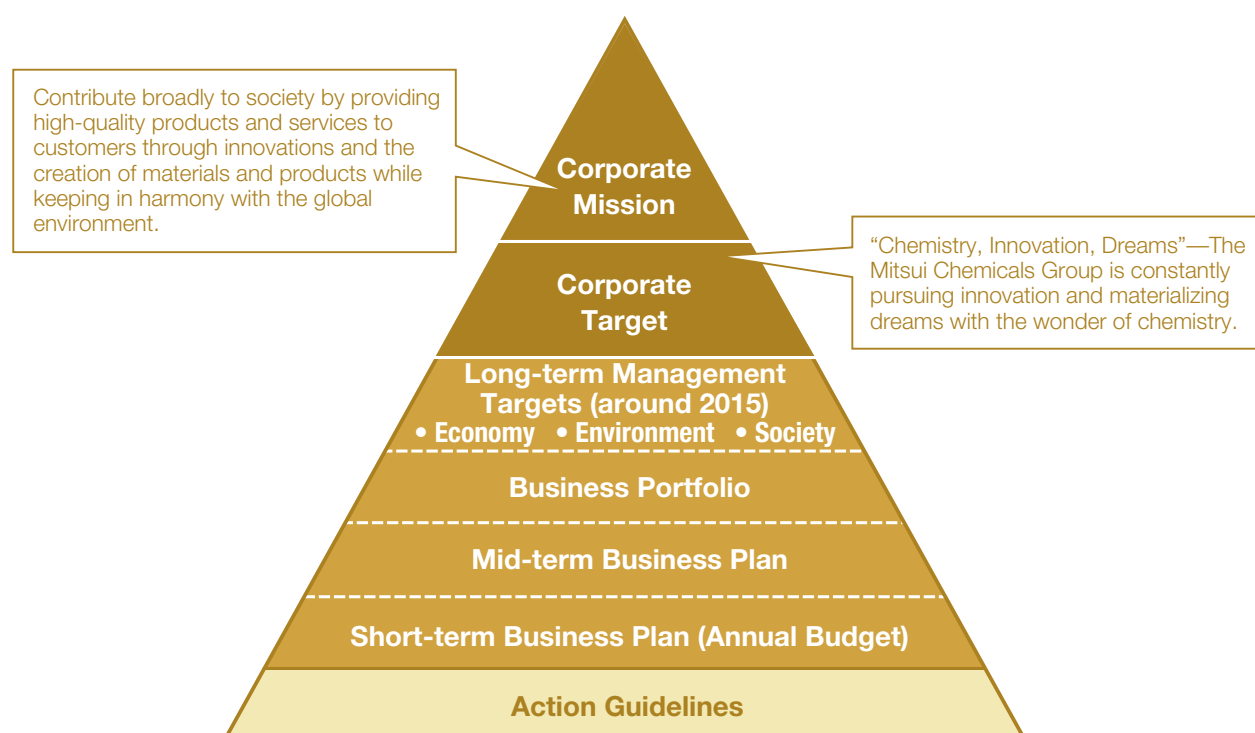 Contribute broadly to society by providing
high-quality products and services to
customers through innovations and the
creation of materials and products while
keeping in harmony with the global
environment.
Corporate
Mission
“Chemistry, Innovation, Dreams”—The
Mitsui Chemicals Group is constantly
pursuing innovation and materializing
dreams with the wonder of chemistry.
Corporate
Target
Long-term Management
Targets (around 2015)
• Economy • Environment • Society
Business Portfolio
Mid-term Business Plan
Short-term Business Plan (Annual Budget)
Action Guidelines